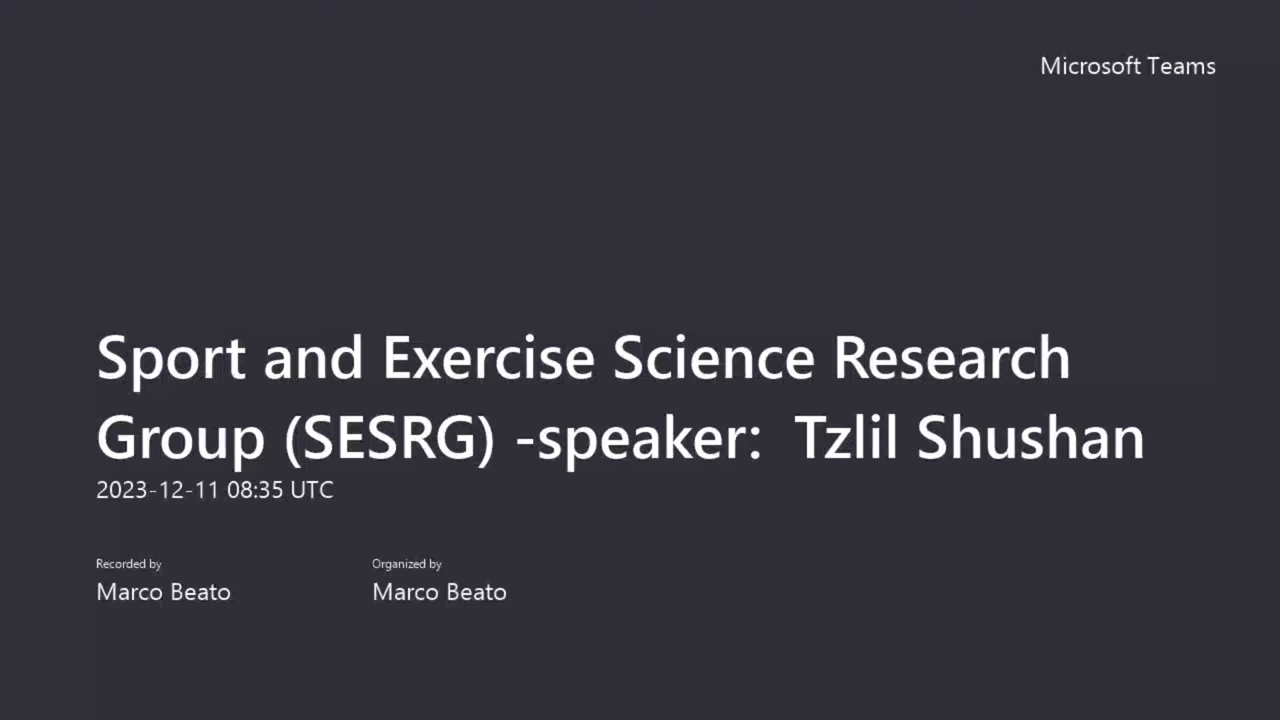 Microsoft Teams
Sport and Exercise Science Research
Group (SESRG) -speaker:  Tzlil Shushan
2023-12-11 08:35 UTC
Recorded by
Marco Beato
Organized by
Marco Beato